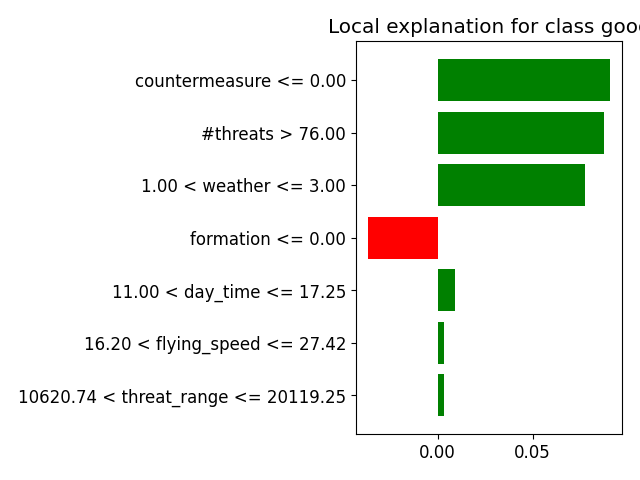 Local explanation for class good
countermeasure <= 0.00
#threats > 76.00
1.00 < weather <= 3.00
formation <= 0.00
11.00 < day_time <= 17.25
16.20 < flying_speed <= 27.42
10620.74 < threat_range <= 20119.25
0.00 0.05